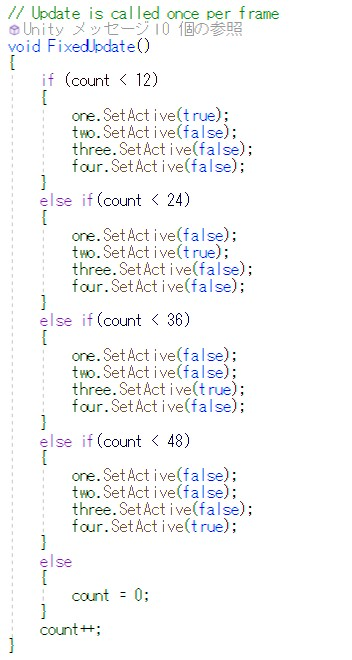 // Update is called once per frame
Unity メッセージ|0 個の参照
void FixedUpdate()
{
if (count < 12)
{
one.SetActive(true);
two.SetActive(false);
three.SetActive(false);
four.SetActive(false);
}
else if(count < 24)
{
one.SetActive(false);
two.SetActive(true);
three.SetActive(false);
four.SetActive(false);
}
else if(count < 36)
{
one.SetActive(false);
two.SetActive(false);
three.SetActive(true);
four.SetActive(false);
}
else if(count < 48)
{
one.SetActive(false);
two.SetActive(false);
three.SetActive(false);
four.SetActive(true);
}
else
{
count = 0;
}
count++;
}